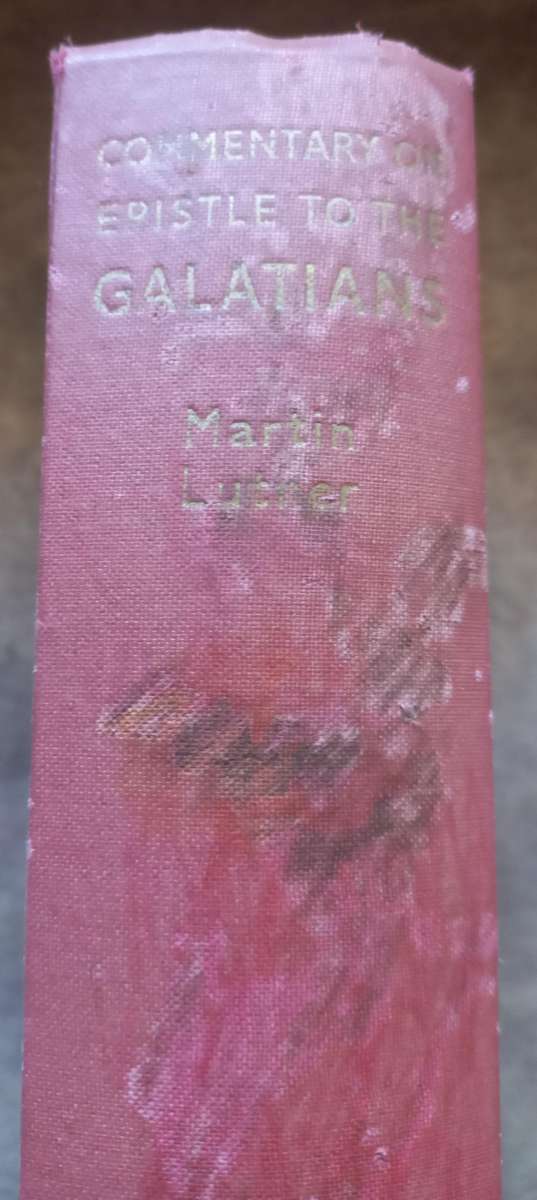 COMMENTARY ON
EPISTLE TO THE
GALATIANS
Martin
Luther